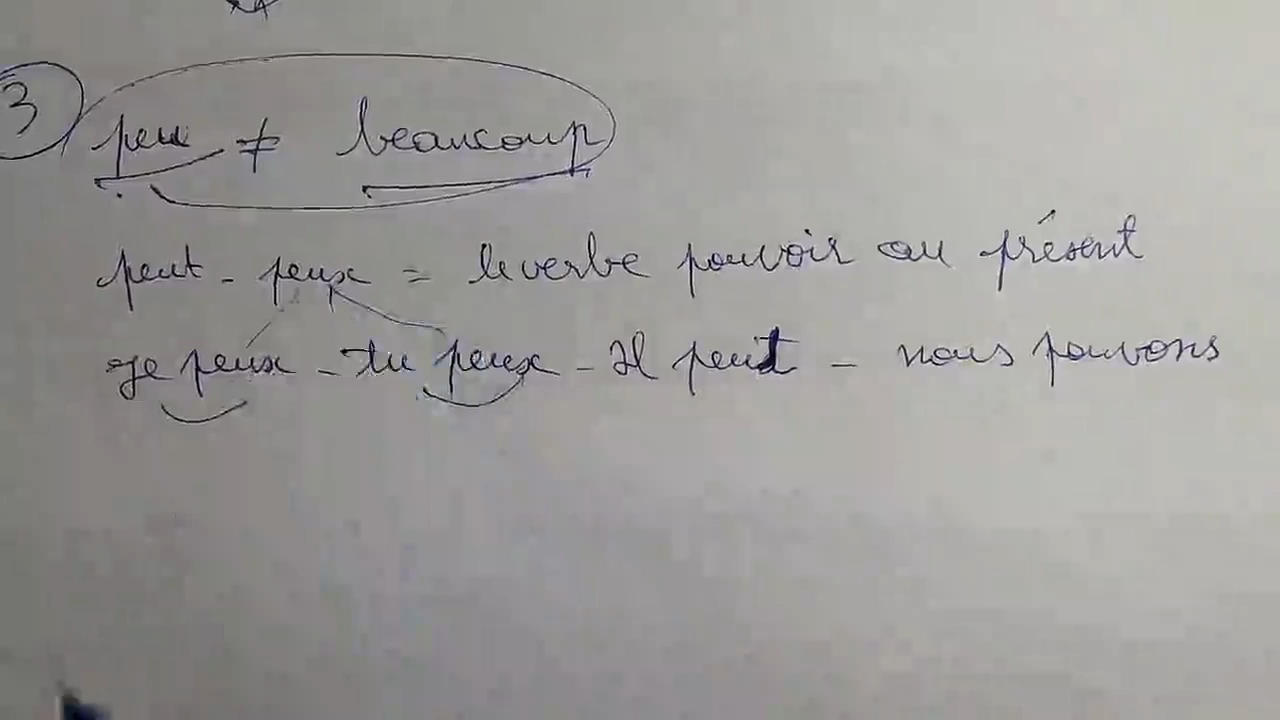 3 peu ≠ beaucoup
peut - peux = le verbe pouvoir au présent
Je peux - tu peux - Il peut - nous pouvons